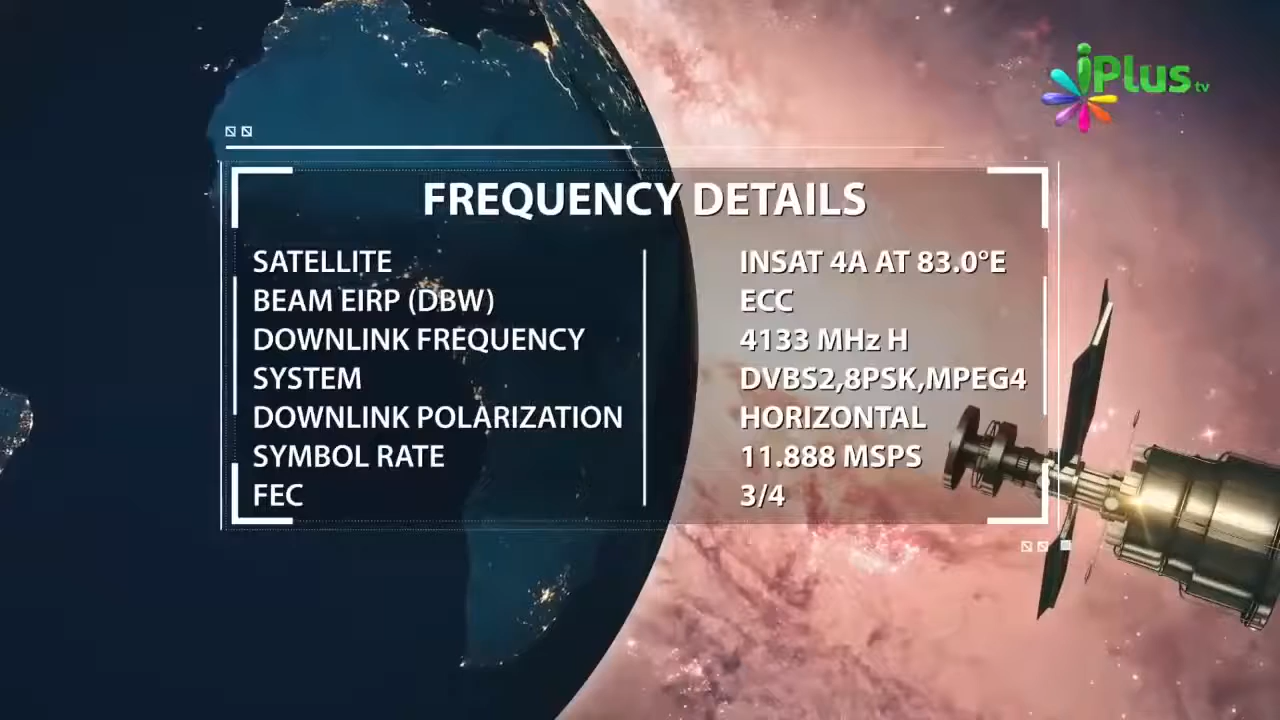 iPlus tv
FREQUENCY DETAILS
SATELLITE INSAT 4A AT 83.0°E
BEAM EIRP (DBW) ECC
DOWNLINK FREQUENCY 4133 MHz H
SYSTEM DVBS2,8PSK,MPEG4
DOWNLINK POLARIZATION HORIZONTAL
SYMBOL RATE 11.888 MSPS
FEC 3/4